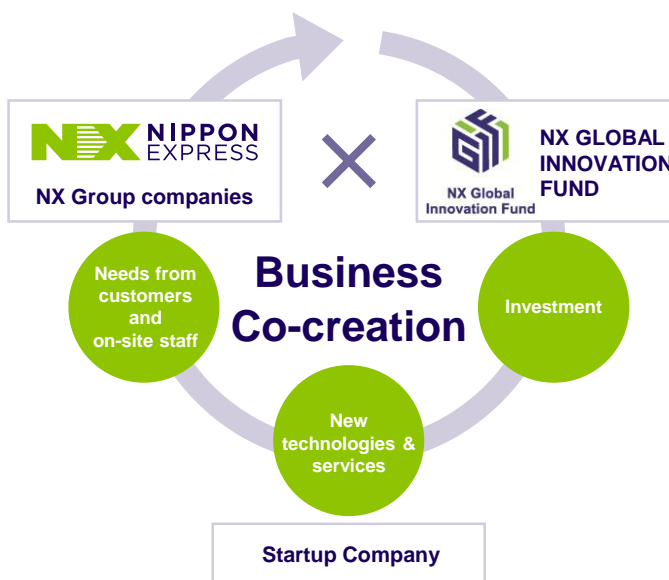 NX NIPPON
EXPRESS
NX Group companies
×
NX Global
Innovation Fund
NX GLOBAL
INNOVATION
FUND
Needs from
customers
and
on-site staff
Business
Co-creation
Investment
New
technologies &
services
Startup Company